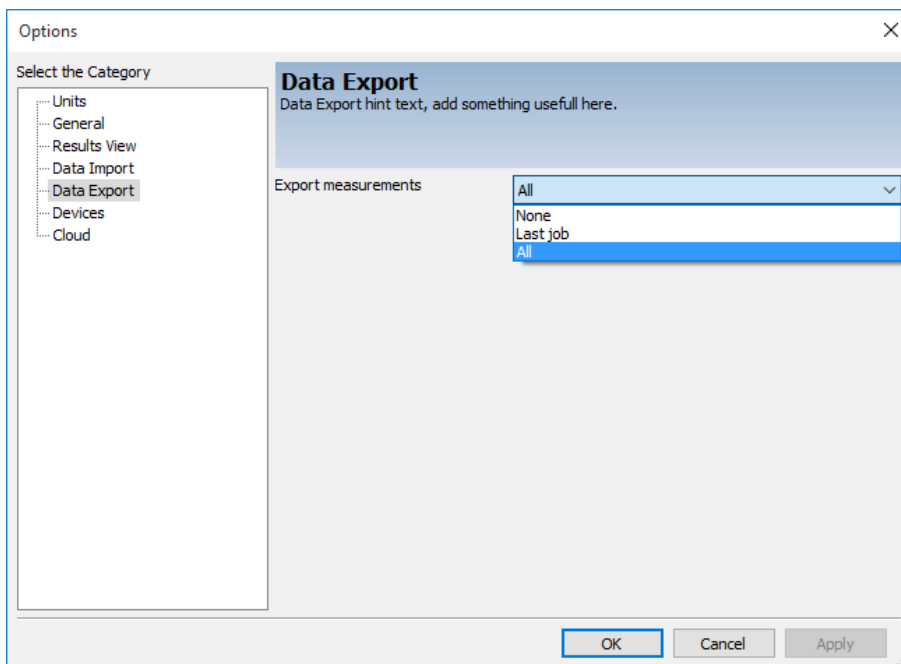 Options
Select the Category
Units
General
Results View
Data Import
Data Export
Devices
Cloud
Data Export
Data Export hint text, add something usefull here.
Export measurements
All
None
Last job
All
OK
Cancel
Apply